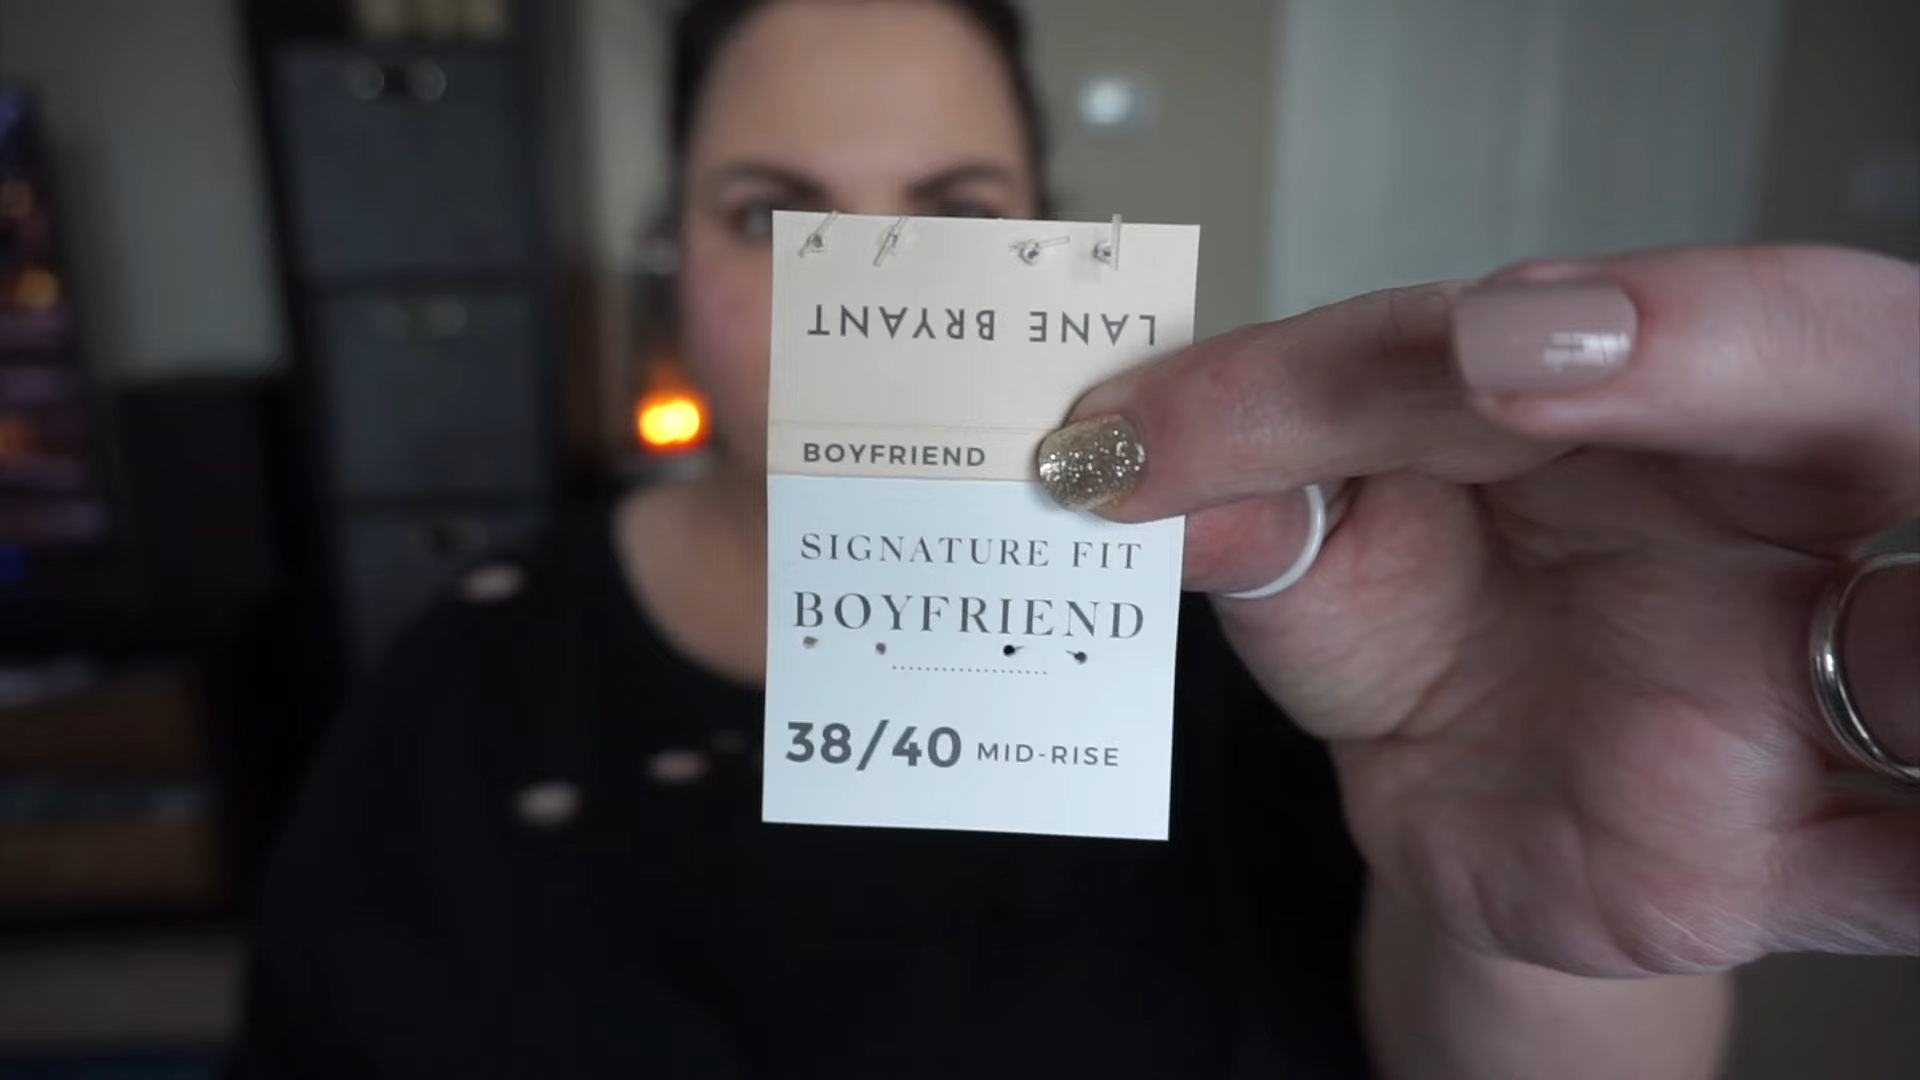 LANE BRYANT
BOYFRIEND
SIGNATURE FIT
BOYFRIEND
38/40 MID-RISE